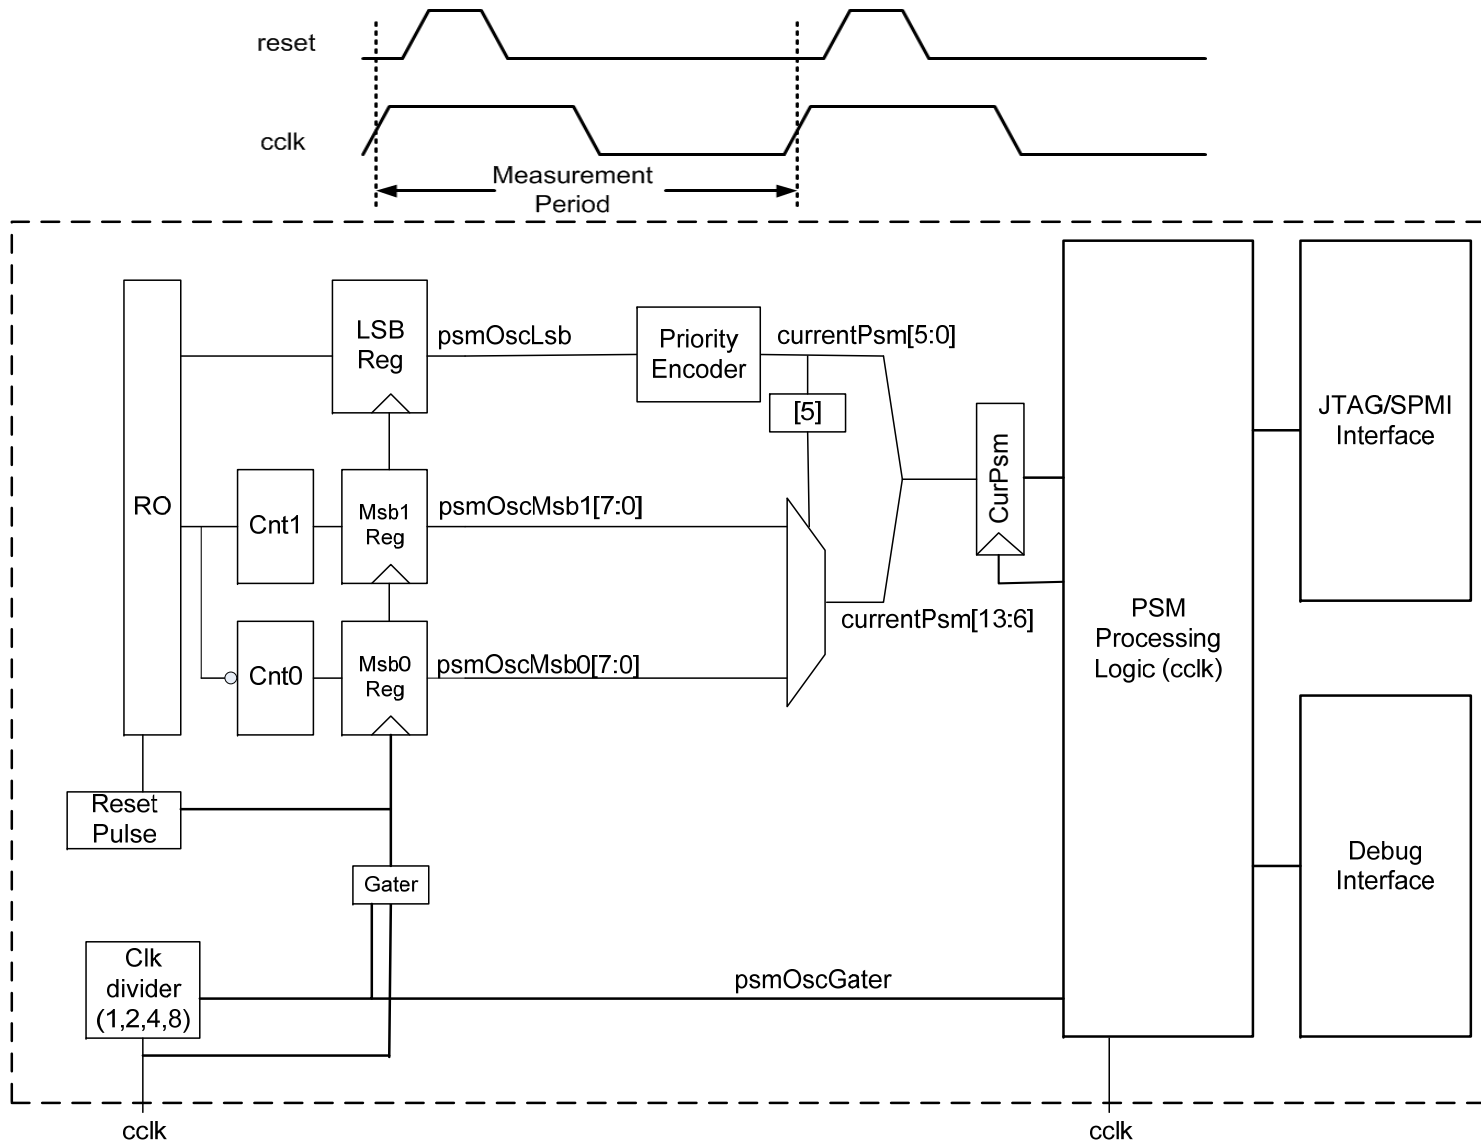 reset
cclk
Measurement
Period
LSB
Reg
psmOscLsb
Priority
Encoder
currentPsm[5:0]
[5]
JTAG/SPMI
Interface
RO
Cnt1
Msb1
Reg
psmOscMsb1[7:0]
CurPsm
Cnt0
Msb0
Reg
psmOscMsb0[7:0]
currentPsm[13:6]
PSM
Processing
Logic (cclk)
Reset
Pulse
Gater
Debug
Interface
Clk
divider
(1,2,4,8)
psmOscGater
cclk
cclk